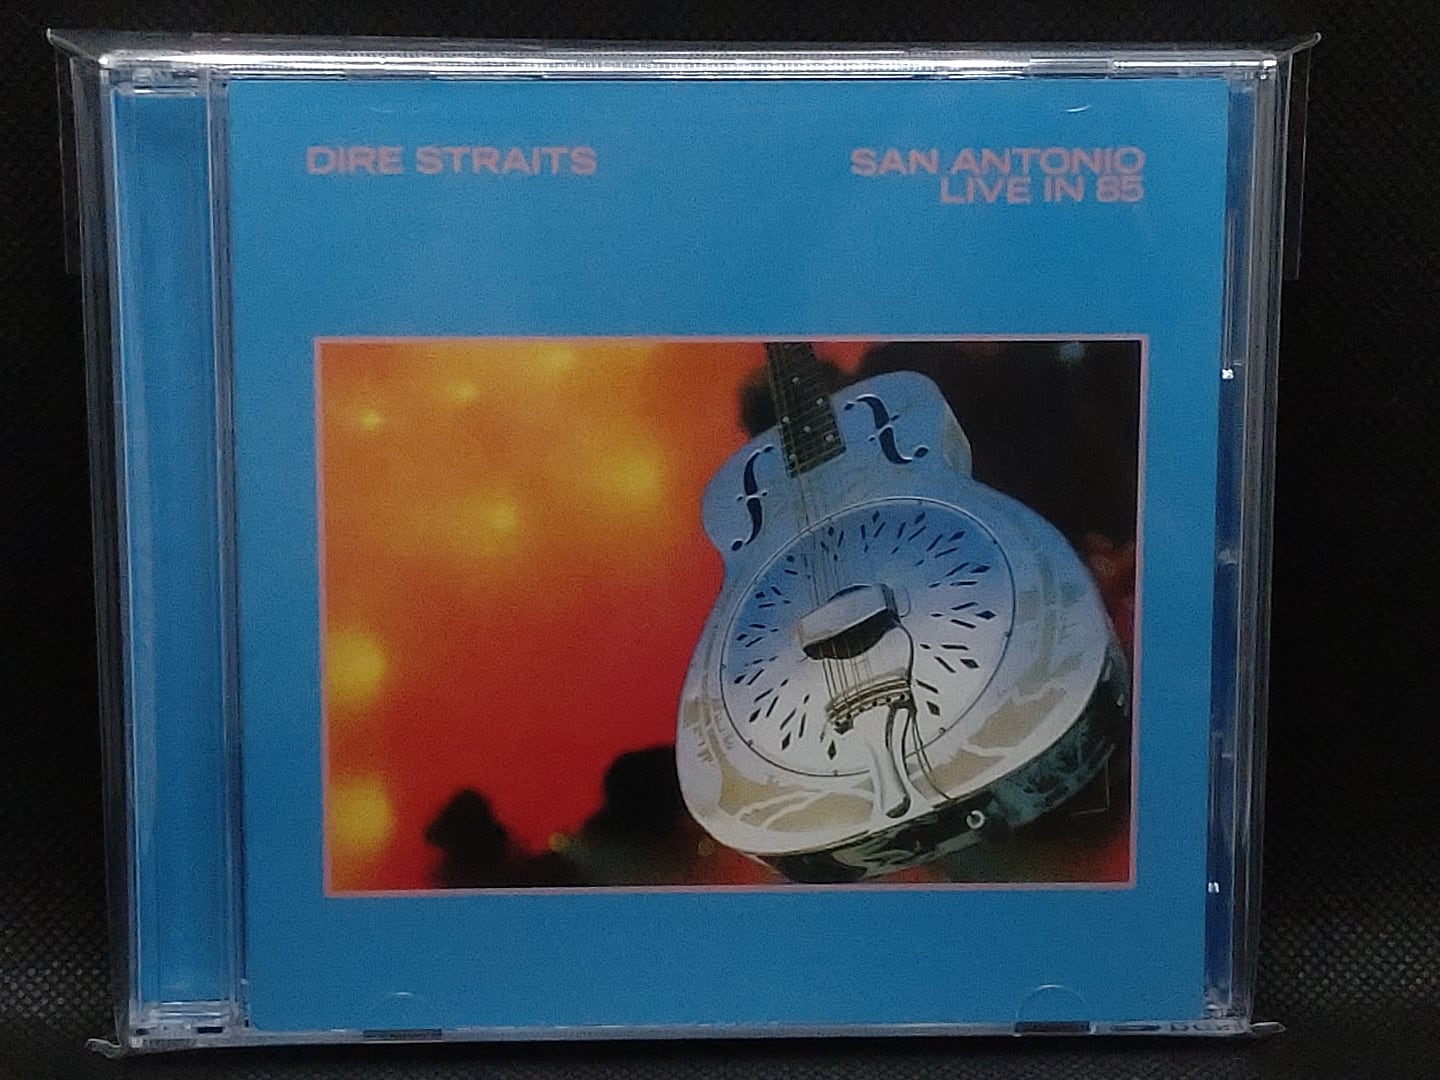 DIRE STRAITS
SAN ANTONIO
LIVE IN 85